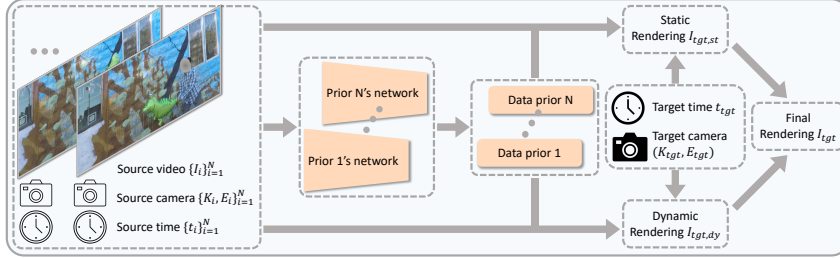 Source video {I_i}_{i=1}^N
Source camera {K_i, E_i}_{i=1}^N
Source time {t_i}_{i=1}^N
Prior N's network
Prior 1's network
Data prior N
Data prior 1
Static
Rendering I_{tgt,st}
Target time t_{tgt}
Target camera
(K_{tgt}, E_{tgt})
Dynamic
Rendering I_{tgt,dy}
Final
Rendering I_{tgt}